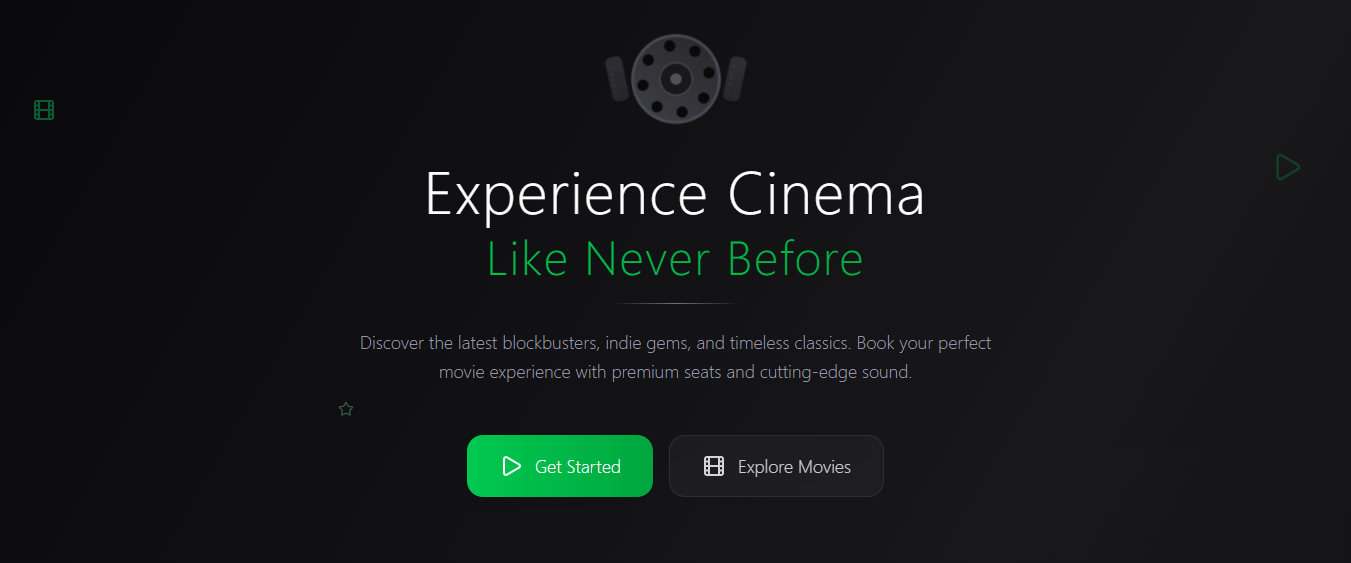 Experience Cinema
Like Never Before
Discover the latest blockbusters, indie gems, and timeless classics. Book your perfect
movie experience with premium seats and cutting-edge sound.
Get Started
Explore Movies